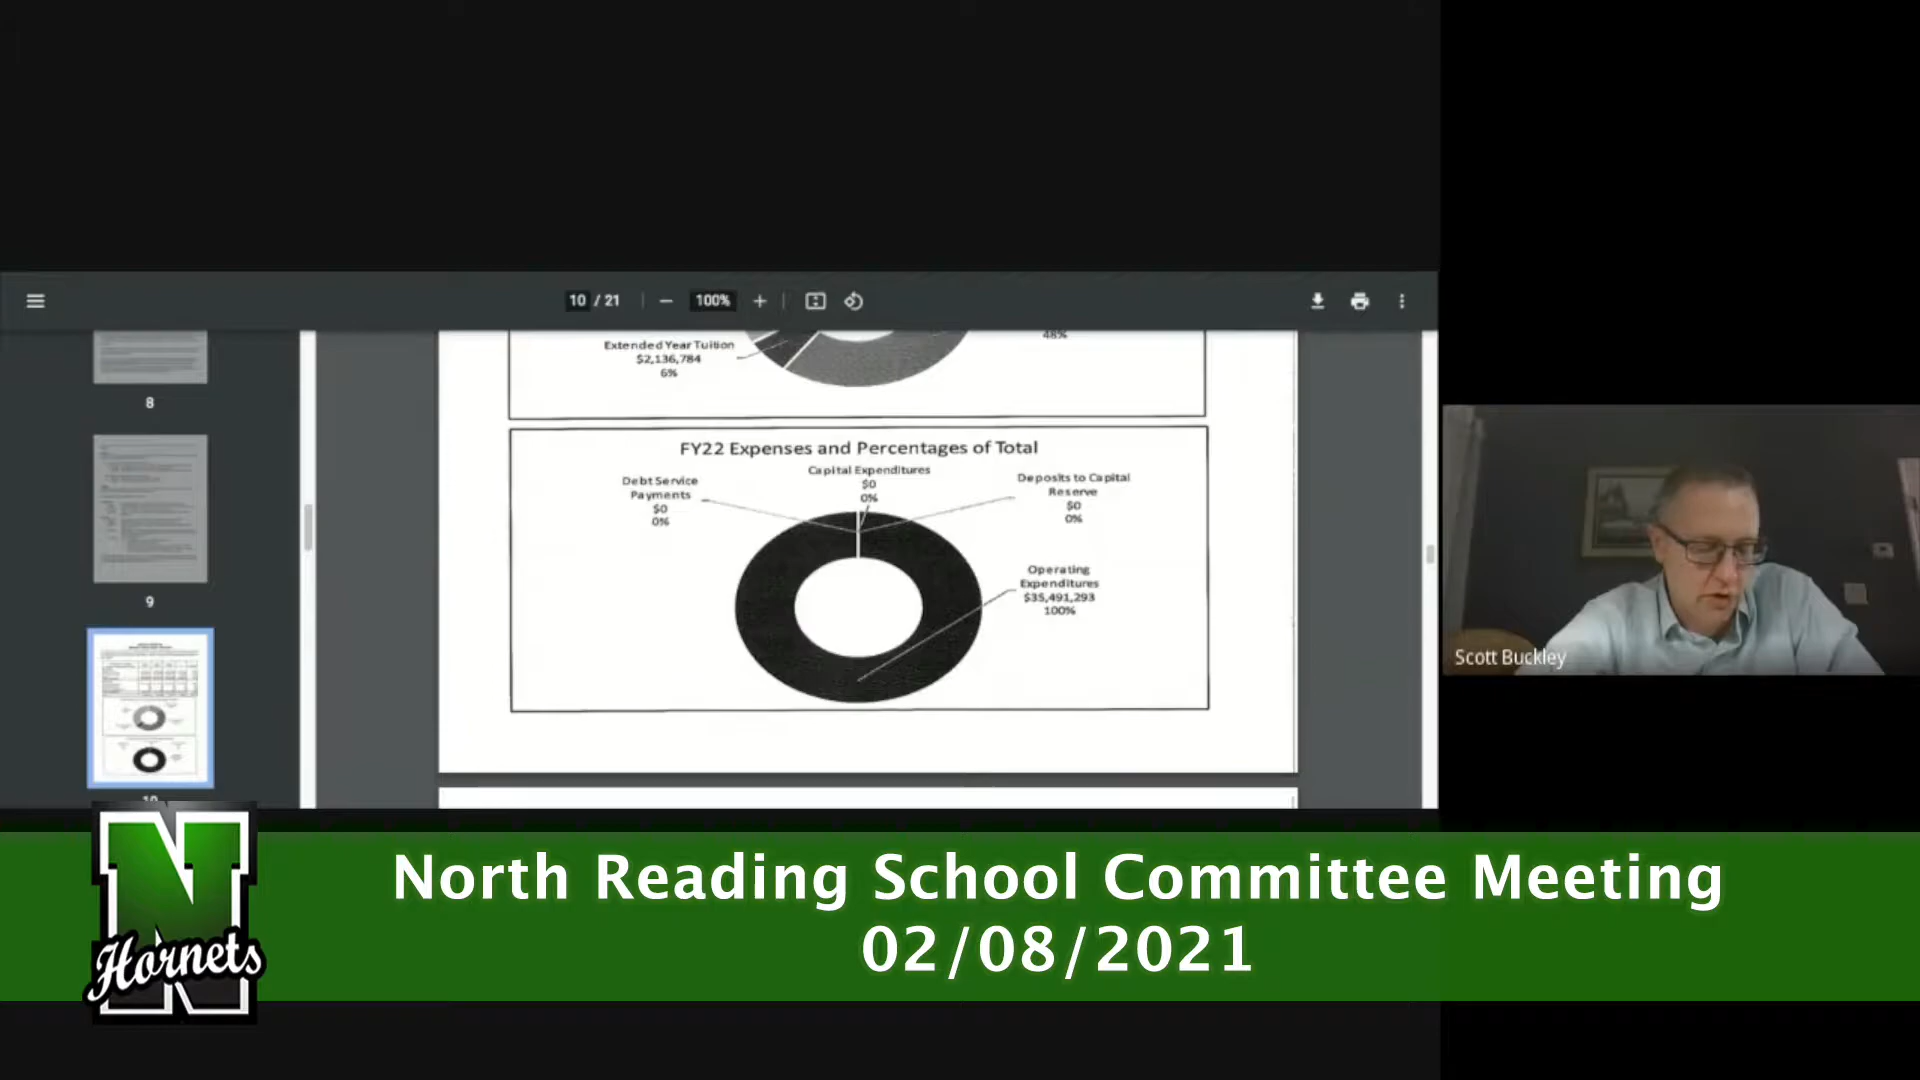 10 / 21
100%
48%
Extended Year Tuition
$2,136,784
6%
8
FY22 Expenses and Percentages of Total
Capital Expenditures
$0
0%
Debt Service
Payments
$0
0%
Deposits to Capital
Reserve
$0
0%
Operating
Expenditures
$35,491,293
100%
9
10
Scott Buckley
North Reading School Committee Meeting
02/08/2021
N
Hornets